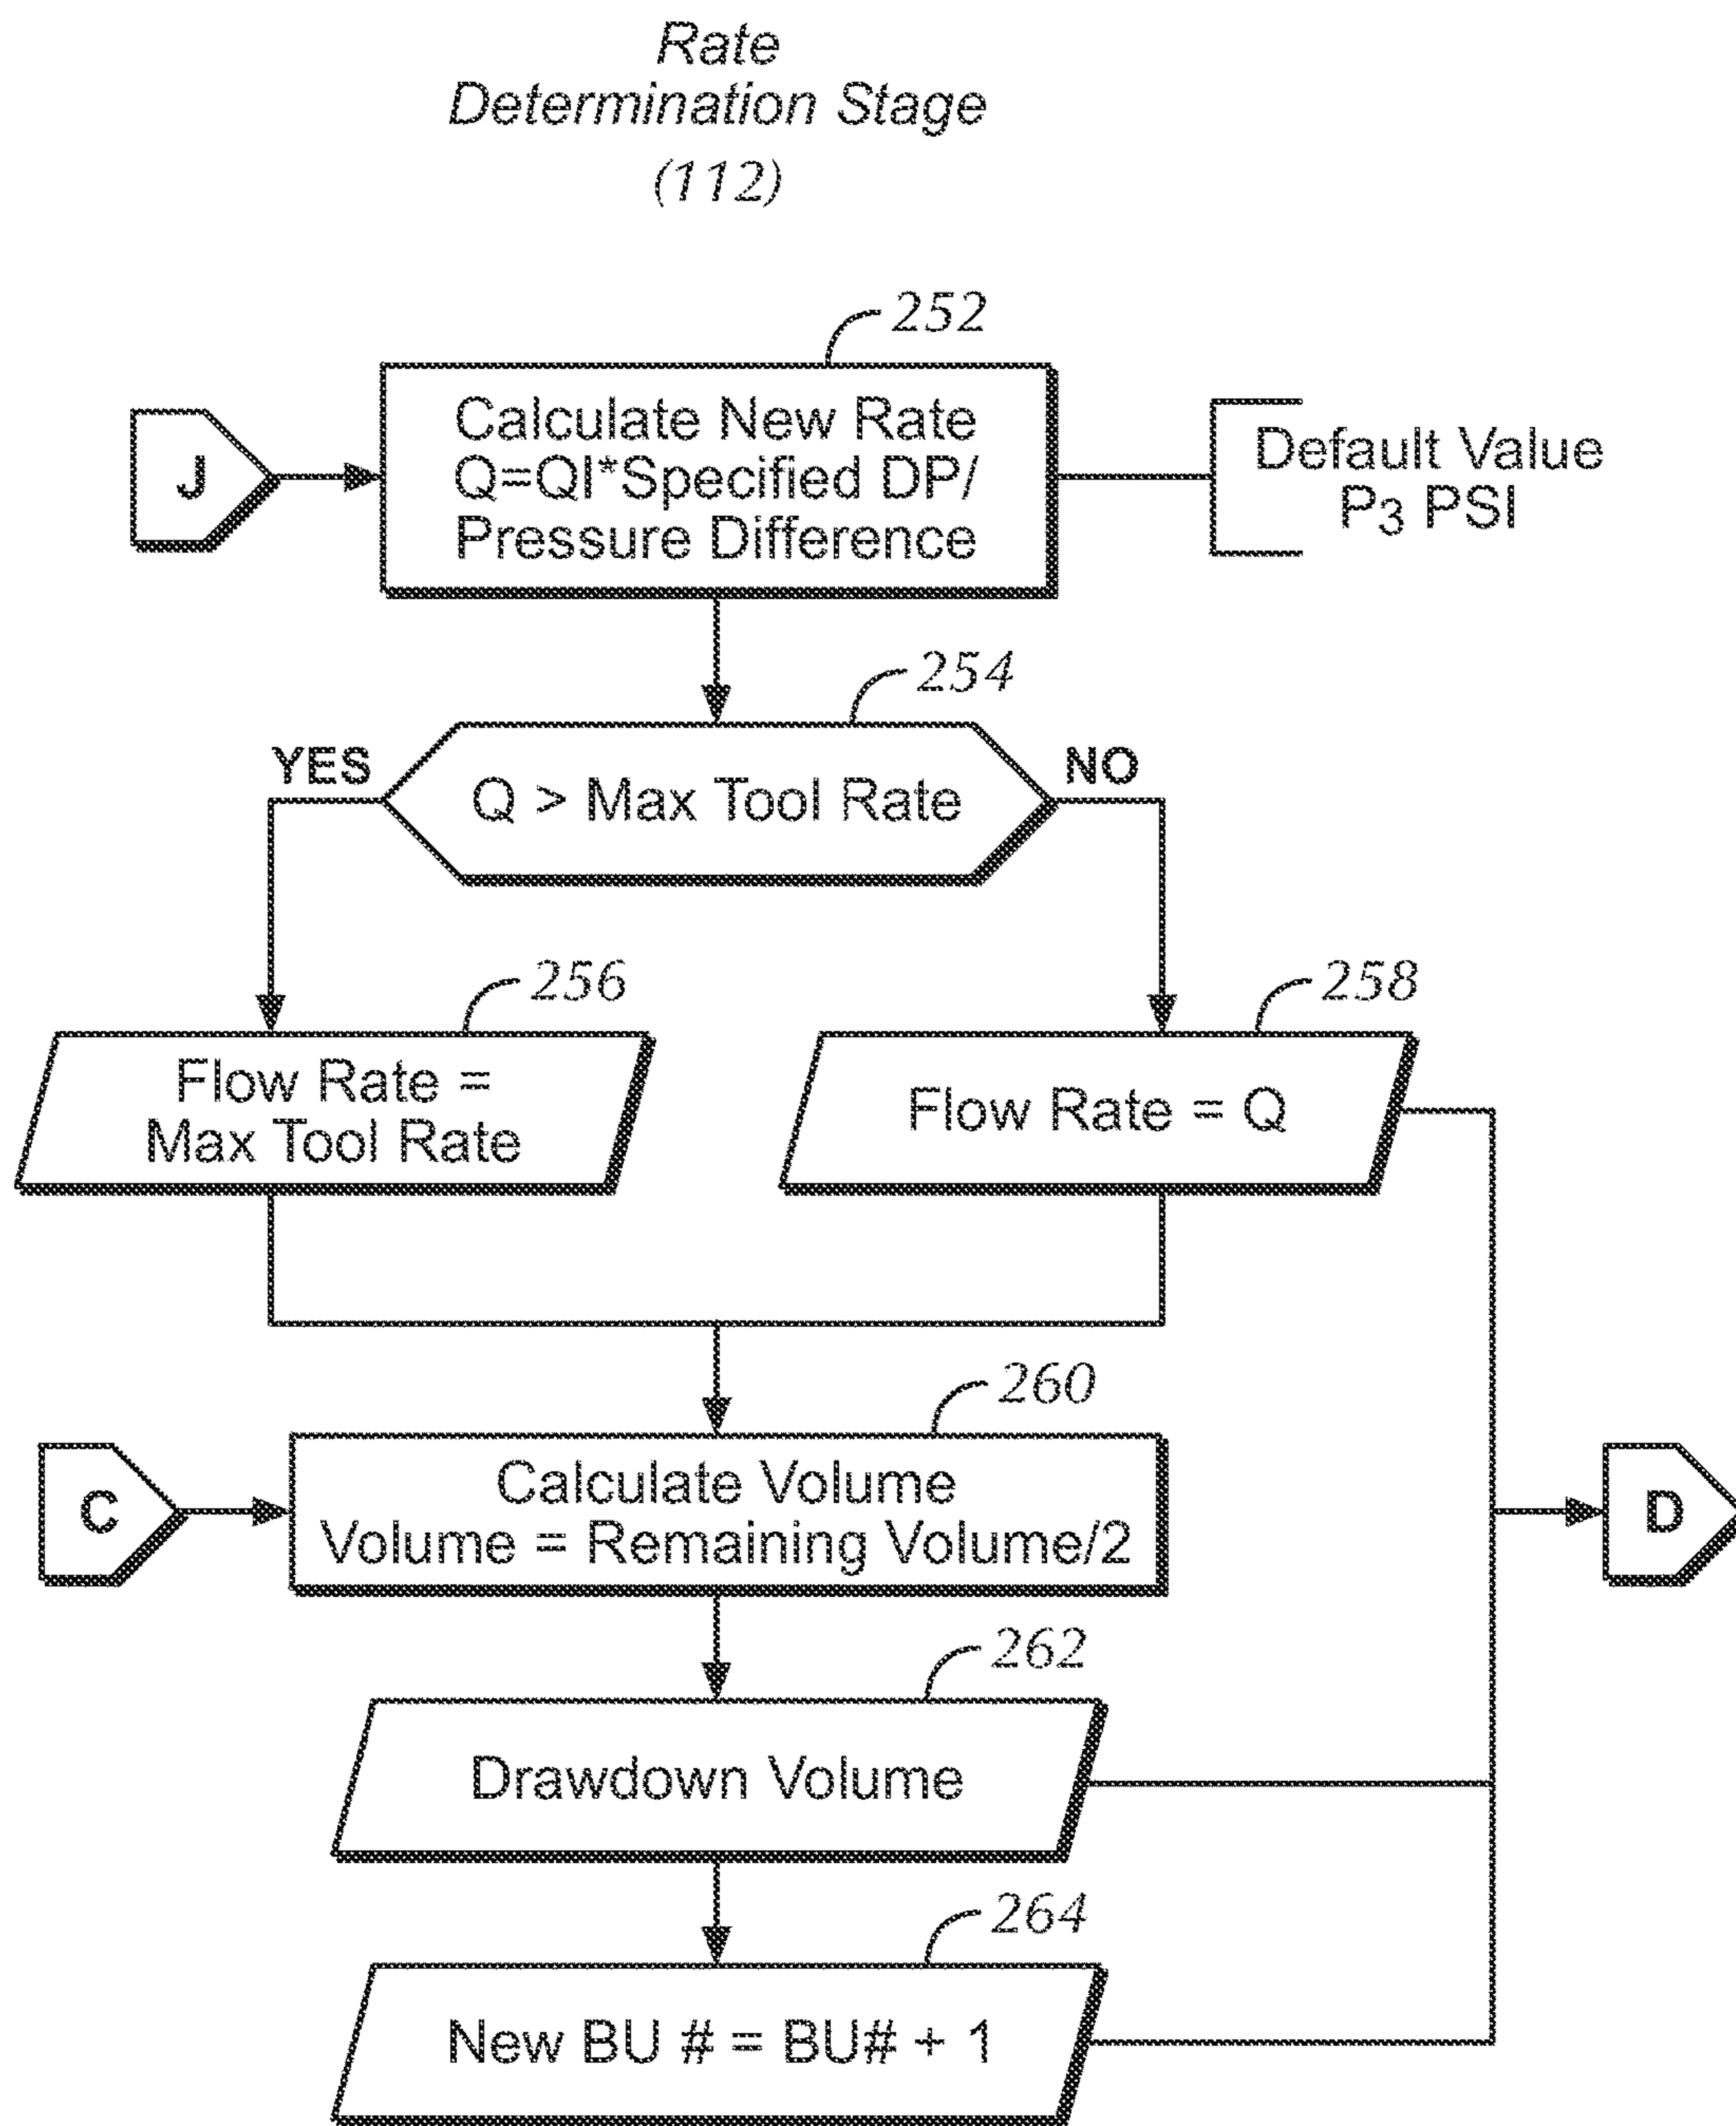 Rate
Determination Stage
(112)
252
J
Calculate New Rate
Q=QI*Specified DP/
Pressure Difference
Default Value
P3 PSI
254
YES
Q > Max Tool Rate
NO
256
258
Flow Rate =
Max Tool Rate
Flow Rate = Q
260
C
Calculate Volume
Volume = Remaining Volume/2
D
262
Drawdown Volume
264
New BU # = BU# + 1